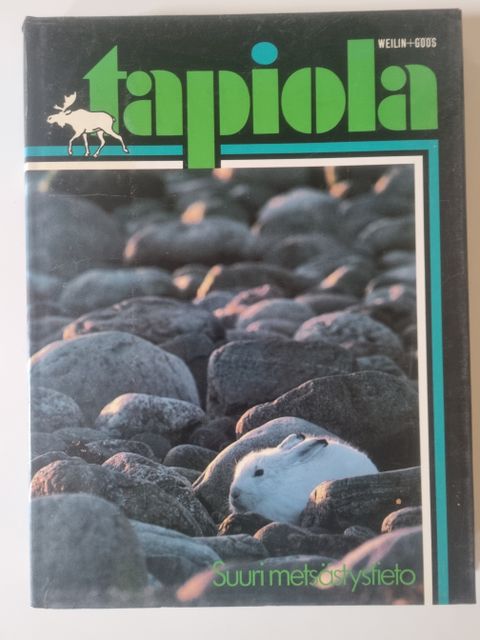 WEILIN+GÖÖS
tapiola
Suuri metsästystieto